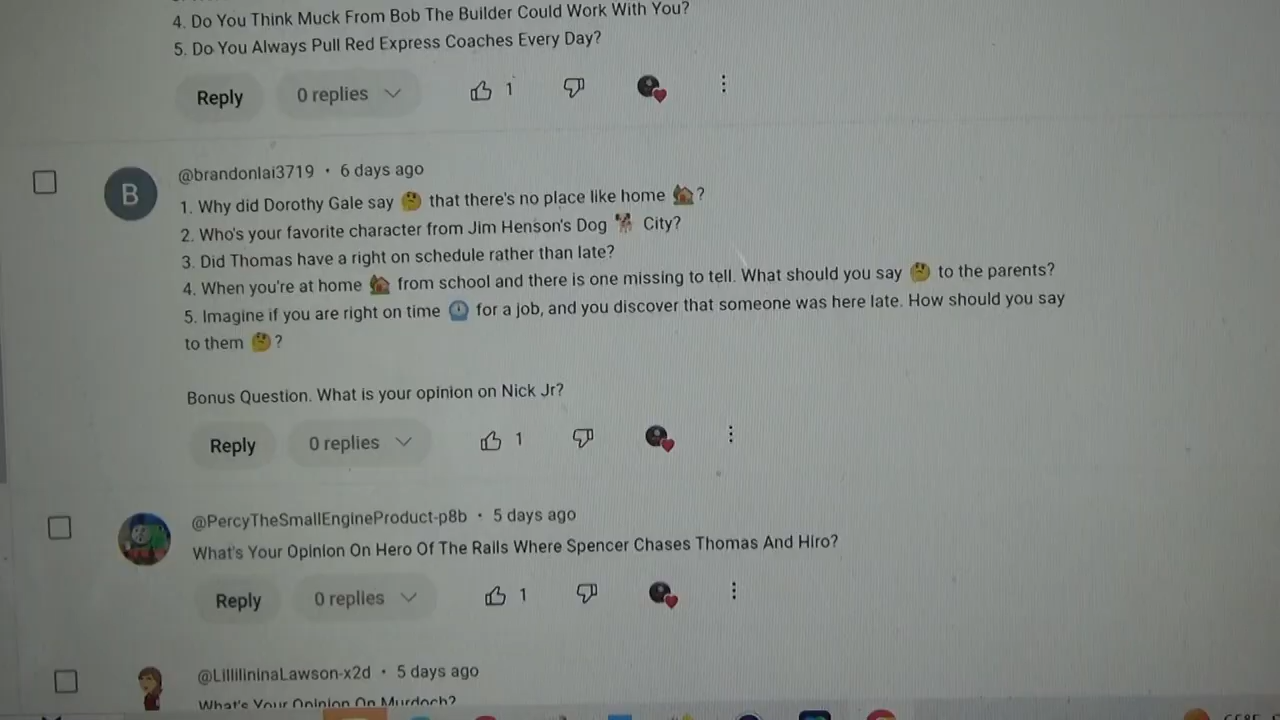 4. Do You Think Muck From Bob The Builder Could Work With You?
5. Do You Always Pull Red Express Coaches Every Day?
Reply 0 replies 1
@brandonlai3719 • 6 days ago
B
1. Why did Dorothy Gale say 🤔 that there's no place like home 🏡?
2. Who's your favorite character from Jim Henson's Dog 🐕 City?
3. Did Thomas have a right on schedule rather than late?
4. When you're at home 🏡 from school and there is one missing to tell. What should you say 🤔 to the parents?
5. Imagine if you are right on time 🕛 for a job, and you discover that someone was here late. How should you say
to them 🤔?
Bonus Question. What is your opinion on Nick Jr?
Reply 0 replies 1
@PercyTheSmallEngineProduct-p8b • 5 days ago
What's Your Opinion On Hero Of The Rails Where Spencer Chases Thomas And Hiro?
Reply 0 replies 1
@LillilininaLawson-x2d • 5 days ago
What's Your Opinion On Murdoch?